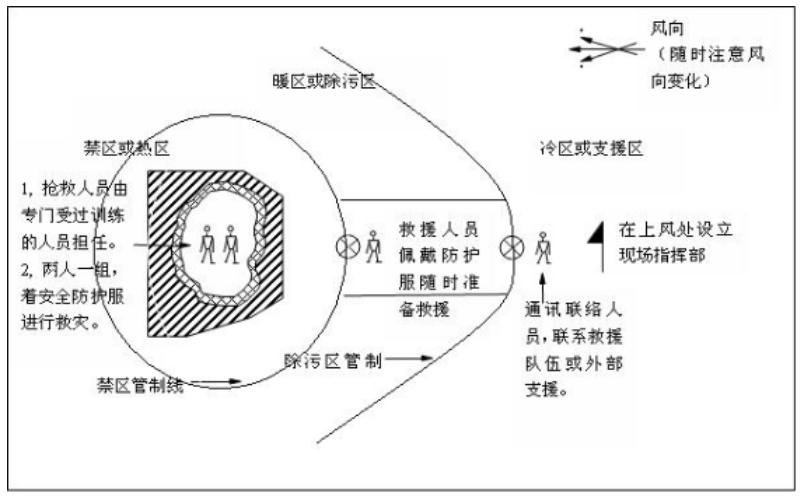 风向
（随时注意风
向变化）
暖区或除污区
禁区或热区
冷区或支援区
1, 抢救人员由
专门受过训练
的人员担任。
2, 两人一组，
着安全防护服
进行救灾。
救援人员
佩戴防护
服随时准
备救援
在上风处设立
现场指挥部
通讯联络人
员，联系救援
队伍或外部
支援。
除污区管制
禁区管制线